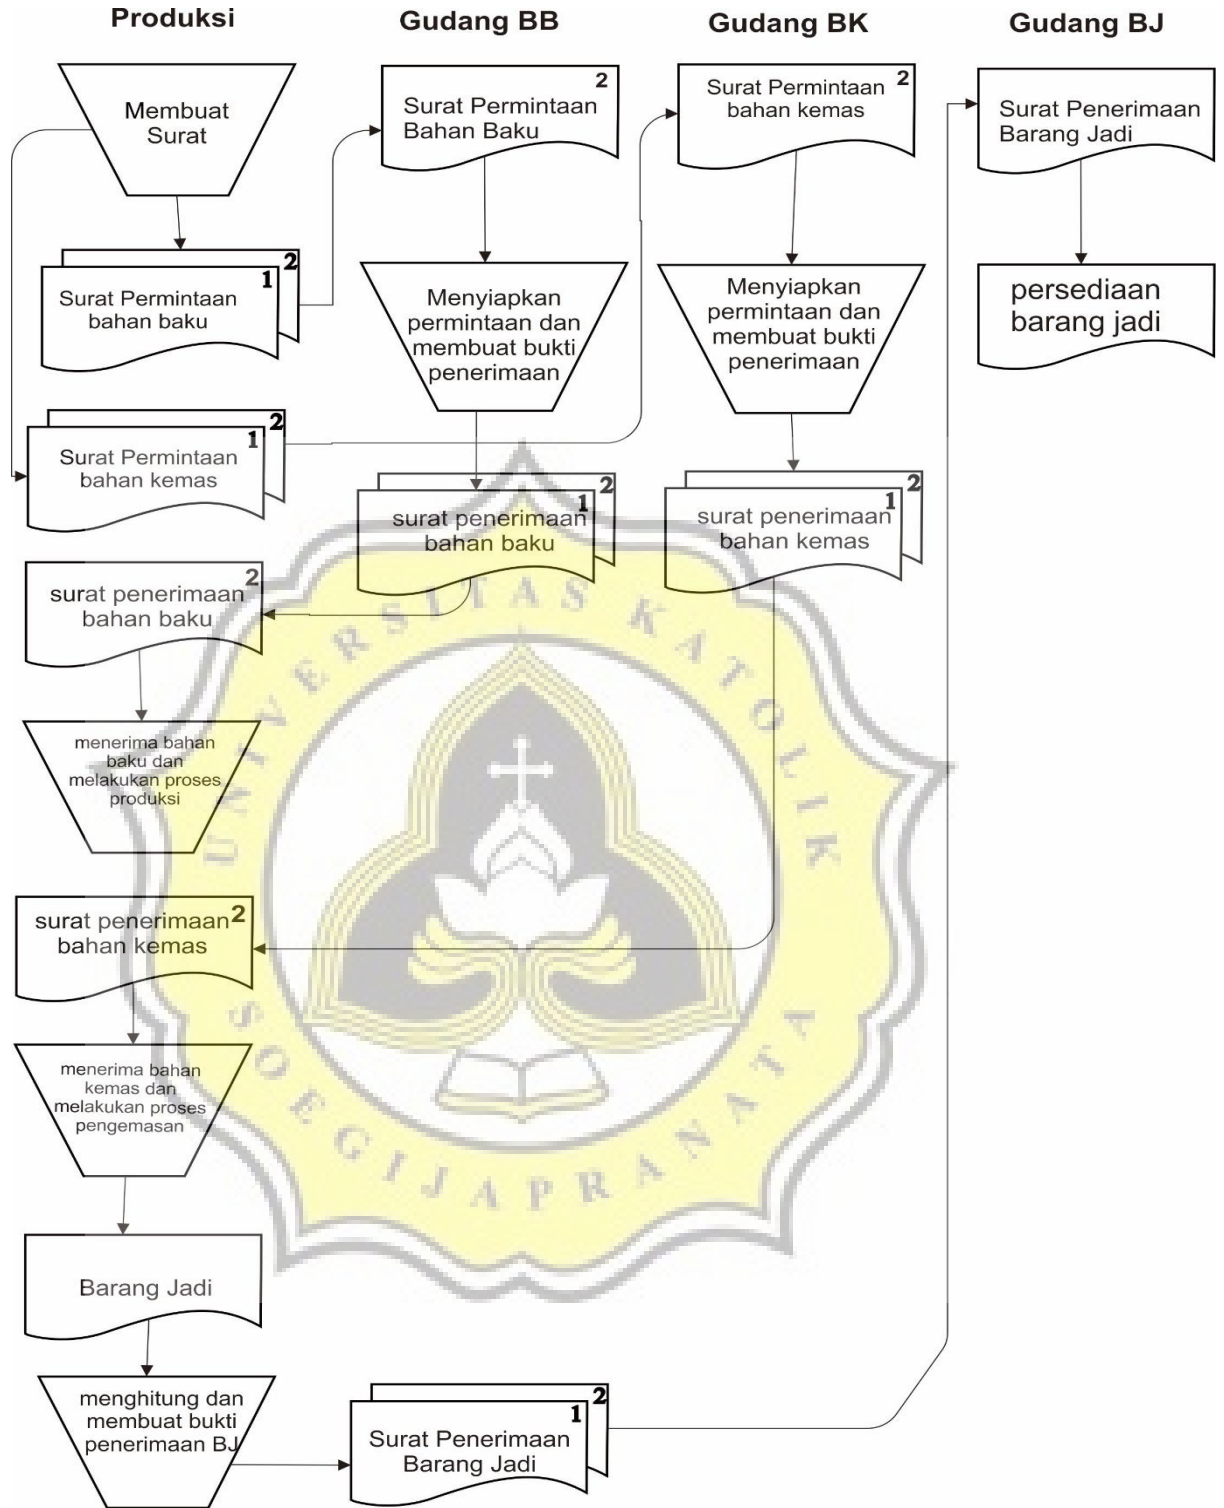 Produksi
Gudang BB
Gudang BK
Gudang BJ
Membuat
Surat
2
Surat Permintaan
Bahan Baku
2
Surat Permintaan
bahan kemas
Surat Penerimaan
Barang Jadi
2
1
Surat Permintaan
bahan baku
Menyiapkan
permintaan dan
membuat bukti
penerimaan
Menyiapkan
permintaan dan
membuat bukti
penerimaan
persediaan
barang jadi
2
1
Surat Permintaan
bahan kemas
2
1
surat penerimaan
bahan baku
2
1
surat penerimaan
bahan kemas
2
surat penerimaan
bahan baku
menerima bahan
baku dan
melakukan proses
produksi
2
surat penerimaan
bahan kemas
menerima bahan
kemas dan
melakukan proses
pengemasan
Barang Jadi
menghitung dan
membuat bukti
penerimaan BJ
2
1
Surat Penerimaan
Barang Jadi
UNIVERSITAS KATOLIK
SOEGIJAPRANATA